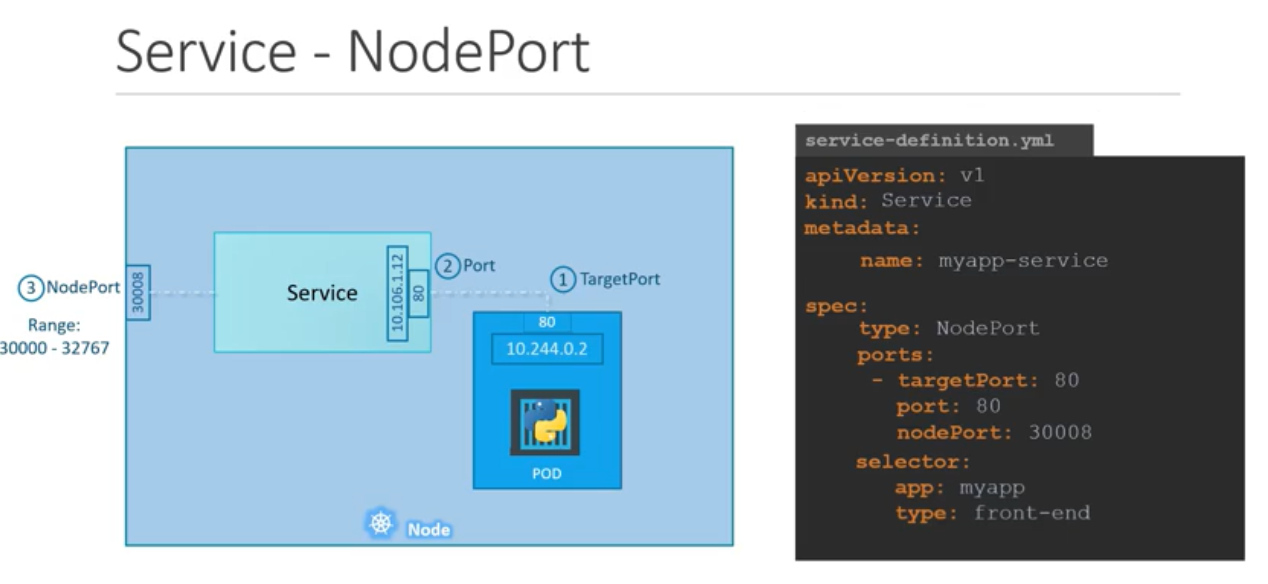 Service - NodePort
3 NodePort
Range:
30000 - 32767
30008
Service
10.106.1.12
80
2 Port
1 TargetPort
80
10.244.0.2
POD
Node
service-definition.yml
apiVersion: v1
kind: Service
metadata:
name: myapp-service
spec:
type: NodePort
ports:
- targetPort: 80
port: 80
nodePort: 30008
selector:
app: myapp
type: front-end